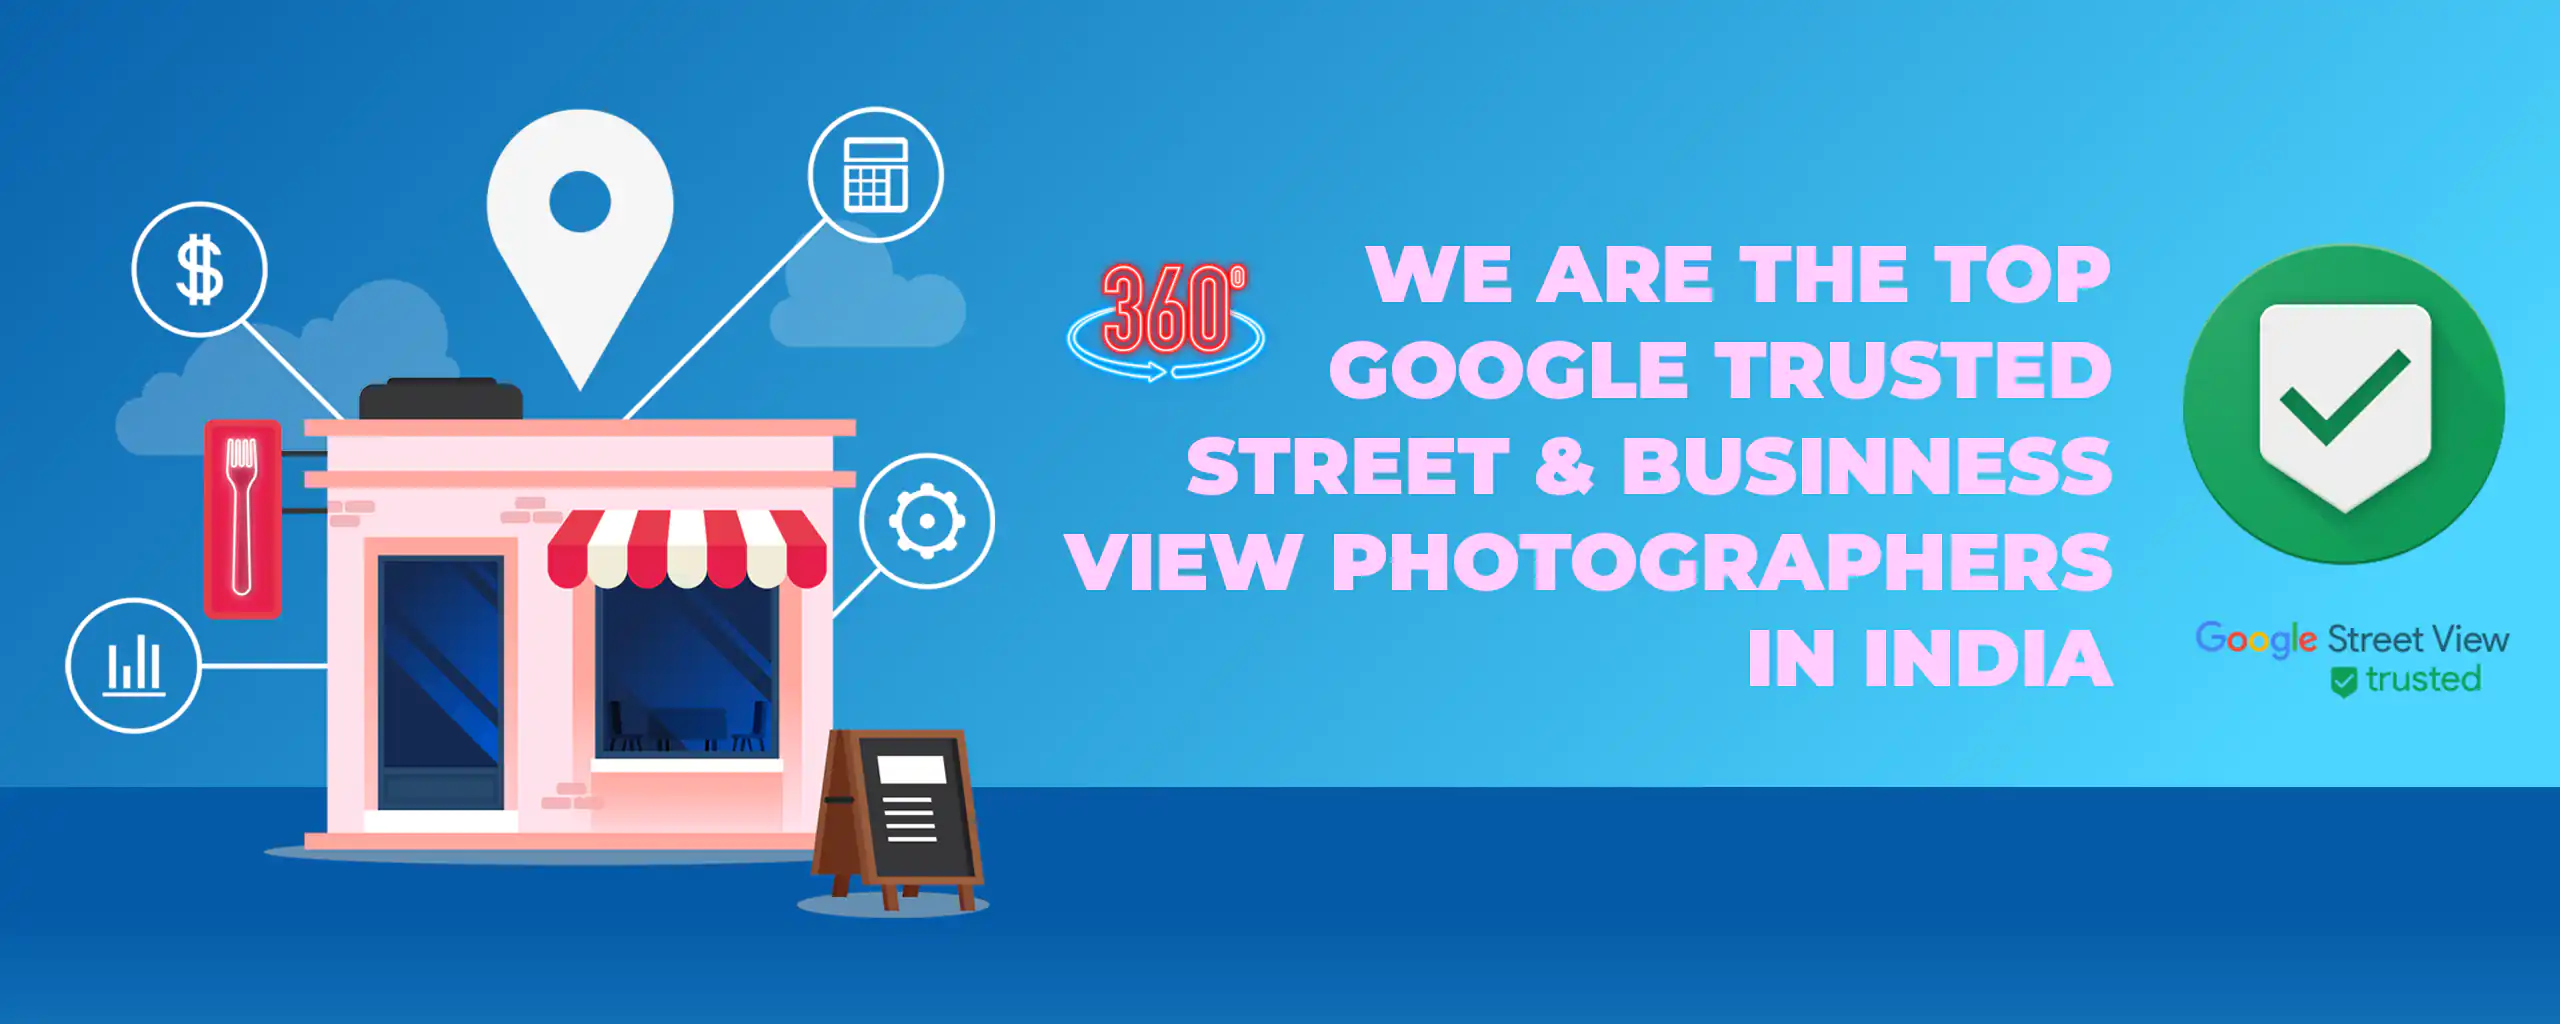 360°
WE ARE THE TOP
GOOGLE TRUSTED
STREET & BUSINNESS
VIEW PHOTOGRAPHERS
IN INDIA
Google Street View
trusted
$